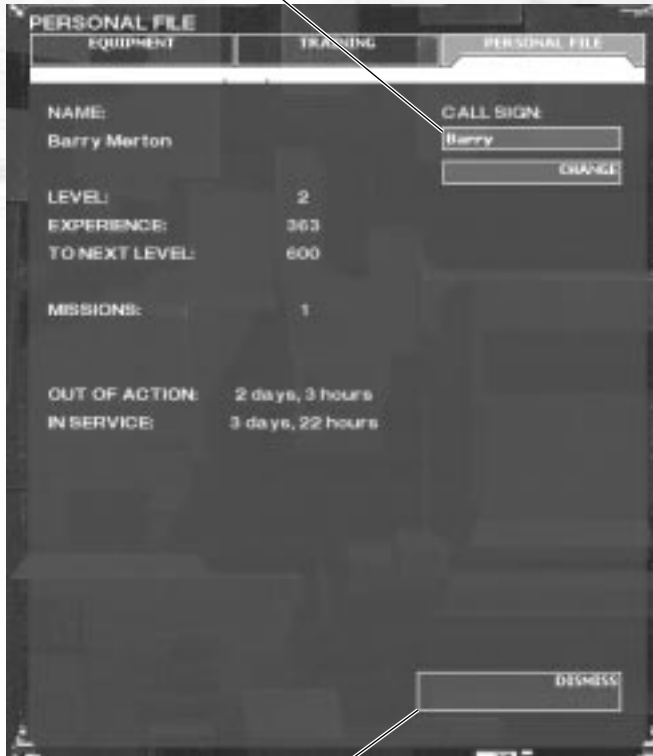 PERSONAL FILE
EQUIPMENT TRAINING PERSONAL FILE
NAME: CALL SIGN:
Barry Merton Barry
CHANGE
LEVEL: 2
EXPERIENCE: 363
TO NEXT LEVEL: 600
MISSIONS: 1
OUT OF ACTION: 2 days, 3 hours
IN SERVICE: 3 days, 22 hours
DISMISS